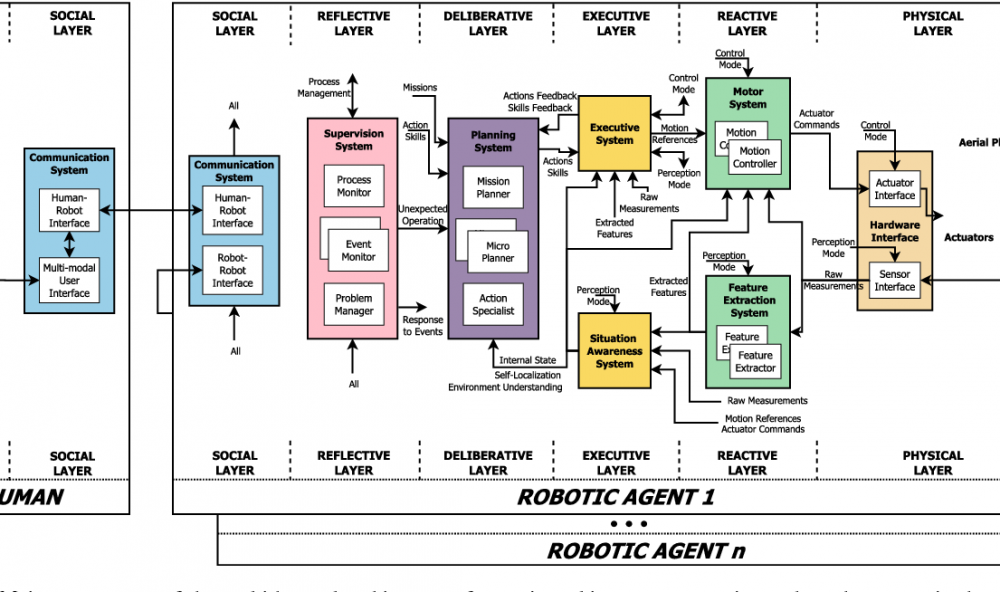 SOCIAL
LAYER
SOCIAL
LAYER
REFLECTIVE
LAYER
DELIBERATIVE
LAYER
EXECUTIVE
LAYER
REACTIVE
LAYER
PHYSICAL
LAYER
Communication
System
Human-
Robot
Interface
Multi-modal
User
Interface
All
Communication
System
Human-
Robot
Interface
Robot-
Robot
Interface
All
Process
Management
Supervision
System
Process
Monitor
Event
Monitor
Problem
Manager
All
Missions
Action
Skills
Unexpected
Operation
Response
to Events
Planning
System
Mission
Planner
Micro
Planner
Action
Specialist
Internal State
Self-Localization
Environment Understanding
Actions Feedback
Skills Feedback
Actions
Skills
Executive
System
Control
Mode
Motion
References
Perception
Mode
Raw
Measurements
Extracted
Features
Perception
Mode
Situation
Awareness
System
Control
Mode
Motor
System
Motion
Motion
Controller
Actuator
Commands
Extracted
Features
Perception
Mode
Feature
Extraction
System
Feature
Feature
Extractor
Raw Measurements
Motion References
Actuator Commands
Control
Mode
Actuator
Interface
Hardware
Interface
Perception
Mode
Raw
Measurements
Sensor
Interface
Aerial
Actuators
SOCIAL
LAYER
SOCIAL
LAYER
REFLECTIVE
LAYER
DELIBERATIVE
LAYER
EXECUTIVE
LAYER
REACTIVE
LAYER
PHYSICAL
LAYER
ROBOTIC AGENT 1
• • •
ROBOTIC AGENT n